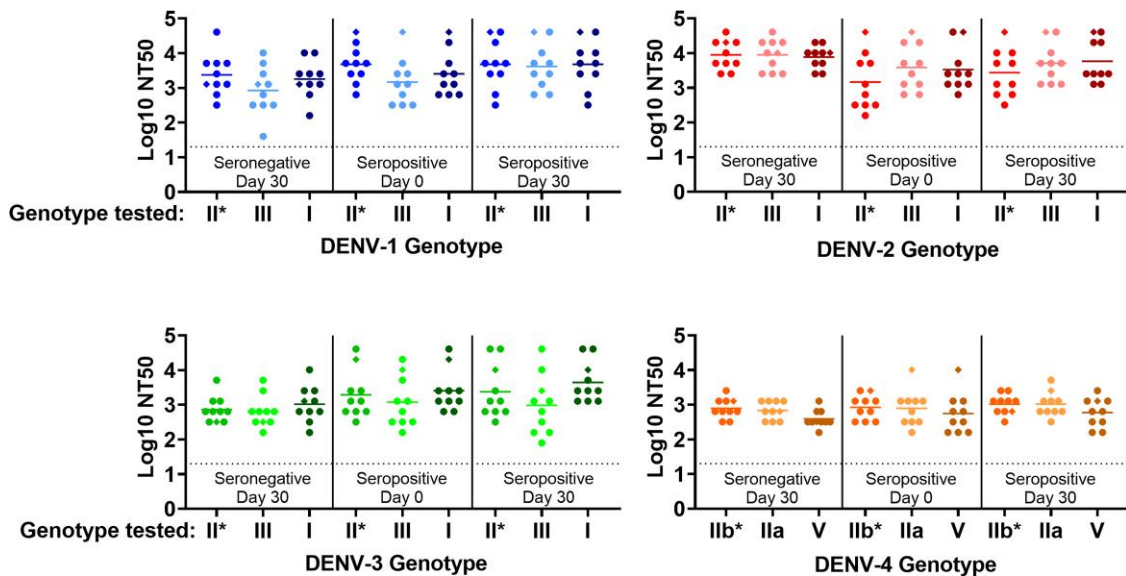 Log10 NT50
5
4
3
2
1
0
Seronegative Day 30
Seropositive Day 0
Seropositive Day 30
Genotype tested: II* III I II* III I II* III I
DENV-1 Genotype
Log10 NT50
5
4
3
2
1
0
Seronegative Day 30
Seropositive Day 0
Seropositive Day 30
II* III I II* III I II* III I
DENV-2 Genotype
Log10 NT50
5
4
3
2
1
0
Seronegative Day 30
Seropositive Day 0
Seropositive Day 30
Genotype tested: II* III I II* III I II* III I
DENV-3 Genotype
Log10 NT50
5
4
3
2
1
0
Seronegative Day 30
Seropositive Day 0
Seropositive Day 30
IIb* IIa V IIb* IIa V IIb* IIa V
DENV-4 Genotype